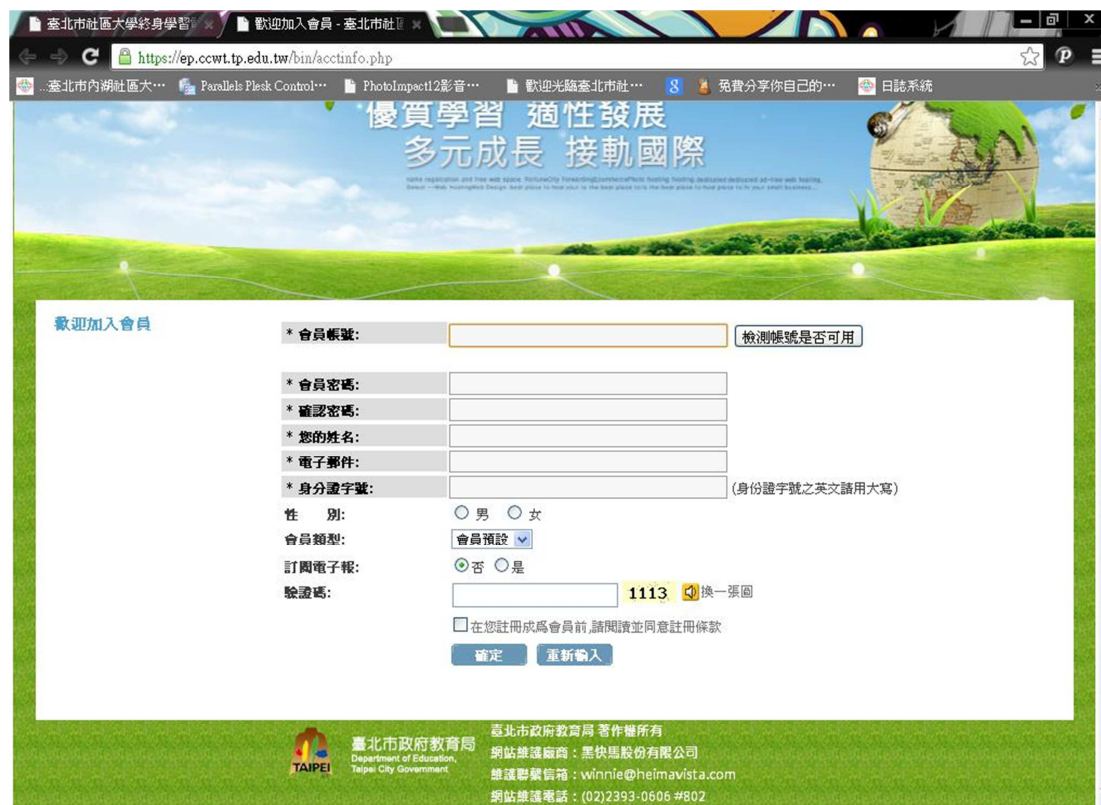 臺北市社區大學終身學習
歡迎加入會員 - 臺北市社區
https://ep.ccwt.tp.edu.tw/bin/acctinfo.php
...臺北市內湖社區大… Parallels Plesk Control… PhotoImpact12影音… 歡迎光臨臺北市社… 免費分享你自己的… 日誌系統
優質學習 適性發展
多元成長 接軌國際
歡迎加入會員
* 會員帳號: 檢測帳號是否可用
* 會員密碼:
* 確認密碼:
* 您的姓名:
* 電子郵件:
* 身分證字號: (身份證字號之英文請用大寫)
性 別: 男 女
會員類型: 會員預設
訂閱電子報: 否 是
驗證碼: 1113 換一張圖
在您註冊成為會員前,請閱讀並同意註冊條款
確定 重新輸入
TAIPEI
臺北市政府教育局
Department of Education,
Taipei City Government
臺北市政府教育局 著作權所有
網站維護廠商：黑快馬股份有限公司
維護聯繫信箱：winnie@heimavista.com
網站維護電話：(02)2393-0606 #802